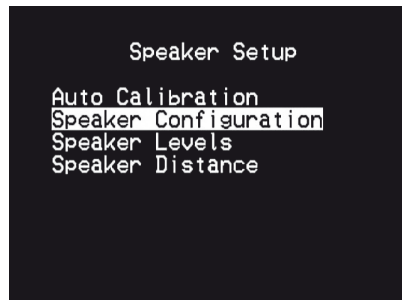 Speaker Setup
Auto Calibration
Speaker Configuration
Speaker Levels
Speaker Distance